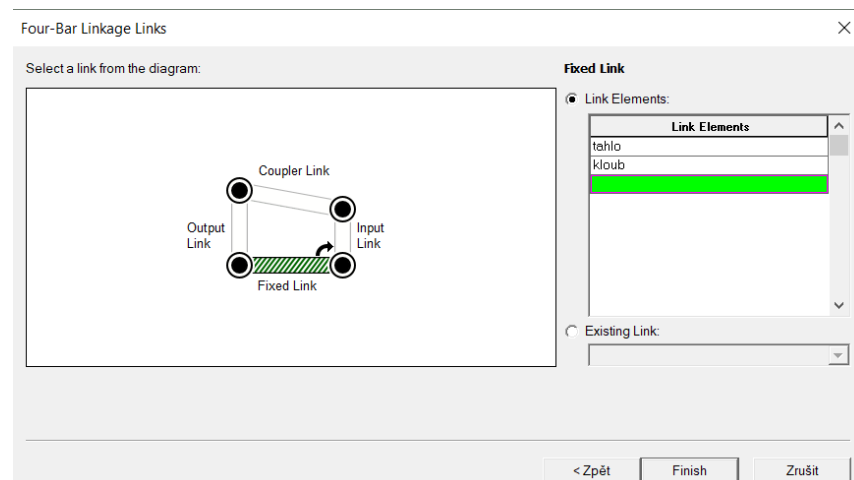 Four-Bar Linkage Links
Select a link from the diagram:
Fixed Link
Link Elements:
Link Elements
tahlo
kloub
Coupler Link
Output
Link
Input
Link
Fixed Link
Existing Link:
< Zpět
Finish
Zrušit